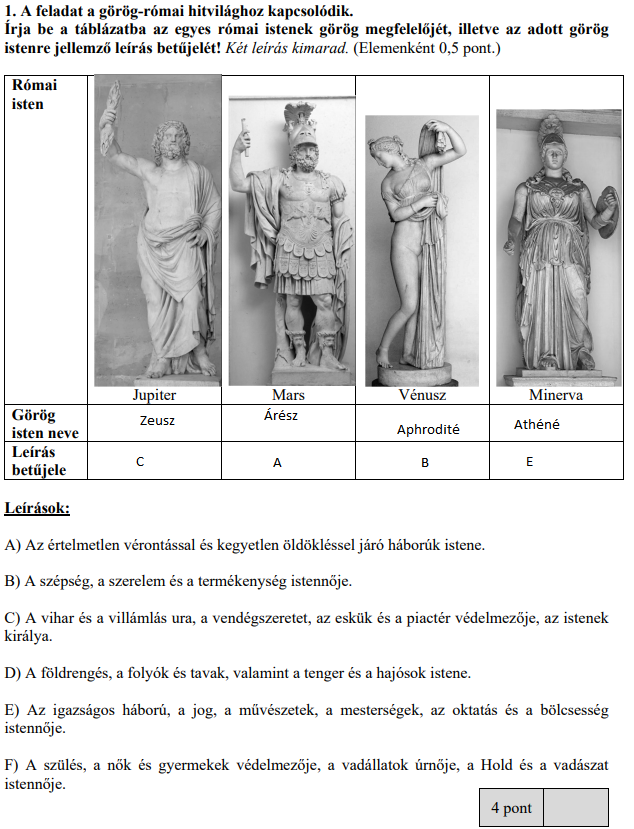 1. A feladat a görög-római hitvilághoz kapcsolódik.
Írja be a táblázatba az egyes római istenek görög megfelelőjét, illetve az adott görög
istenre jellemző leírás betűjelét! Két leírás kimarad. (Elemenként 0,5 pont.)
Római
isten
Jupiter Mars Vénusz Minerva
Görög
isten neve
Zeusz Árész Aphrodité Athéné
Leírás
betűjele
C A B E
Leírások:
A) Az értelmetlen vérontással és kegyetlen öldökléssel járó háborúk istene.
B) A szépség, a szerelem és a termékenység istennője.
C) A vihar és a villámlás ura, a vendégszeretet, az eskük és a piactér védelmezője, az istenek
királya.
D) A földrengés, a folyók és tavak, valamint a tenger és a hajósok istene.
E) Az igazságos háború, a jog, a művészetek, a mesterségek, az oktatás és a bölcsesség
istennője.
F) A szülés, a nők és gyermekek védelmezője, a vadállatok úrnője, a Hold és a vadászat
istennője.
4 pont